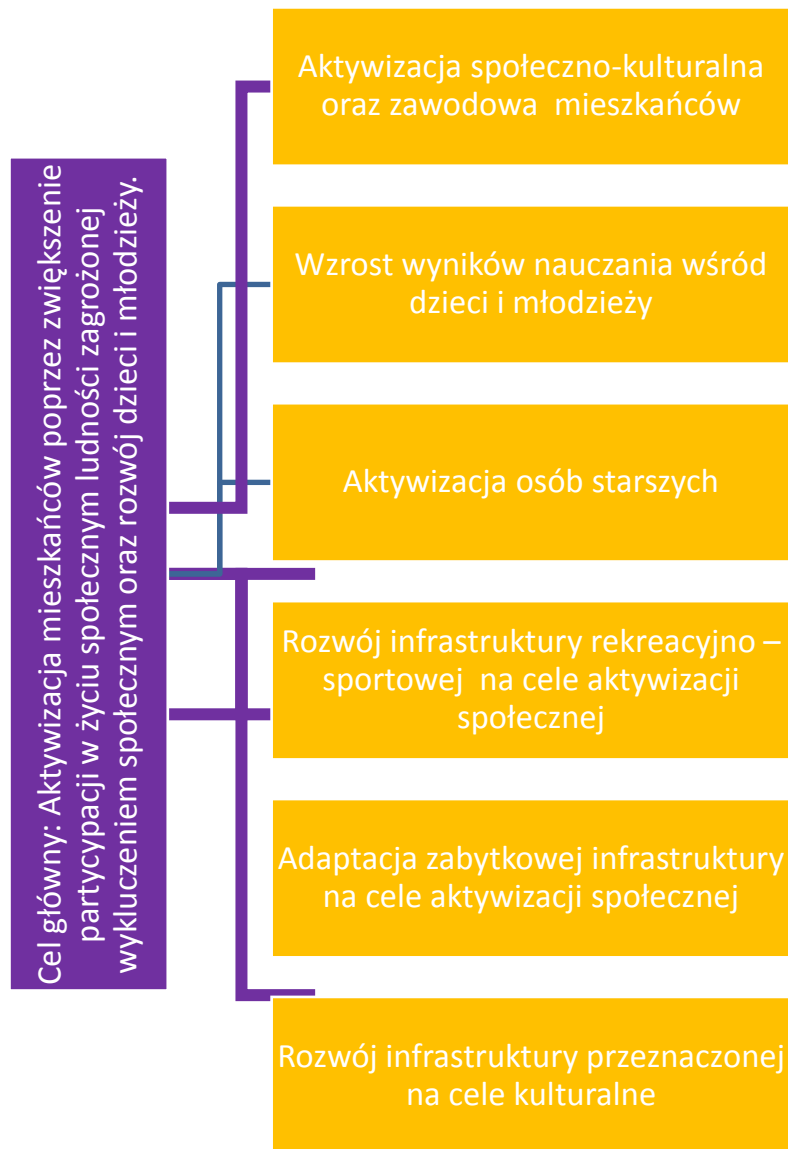 Cel główny: Aktywizacja mieszkańców poprzez zwiększenie
partycypacji w życiu społecznym ludności zagrożonej
wykluczeniem społecznym oraz rozwój dzieci i młodzieży.
Aktywizacja społeczno-kulturalna
oraz zawodowa mieszkańców
Wzrost wyników nauczania wśród
dzieci i młodzieży
Aktywizacja osób starszych
Rozwój infrastruktury rekreacyjno –
sportowej na cele aktywizacji
społecznej
Adaptacja zabytkowej infrastruktury
na cele aktywizacji społecznej
Rozwój infrastruktury przeznaczonej
na cele kulturalne